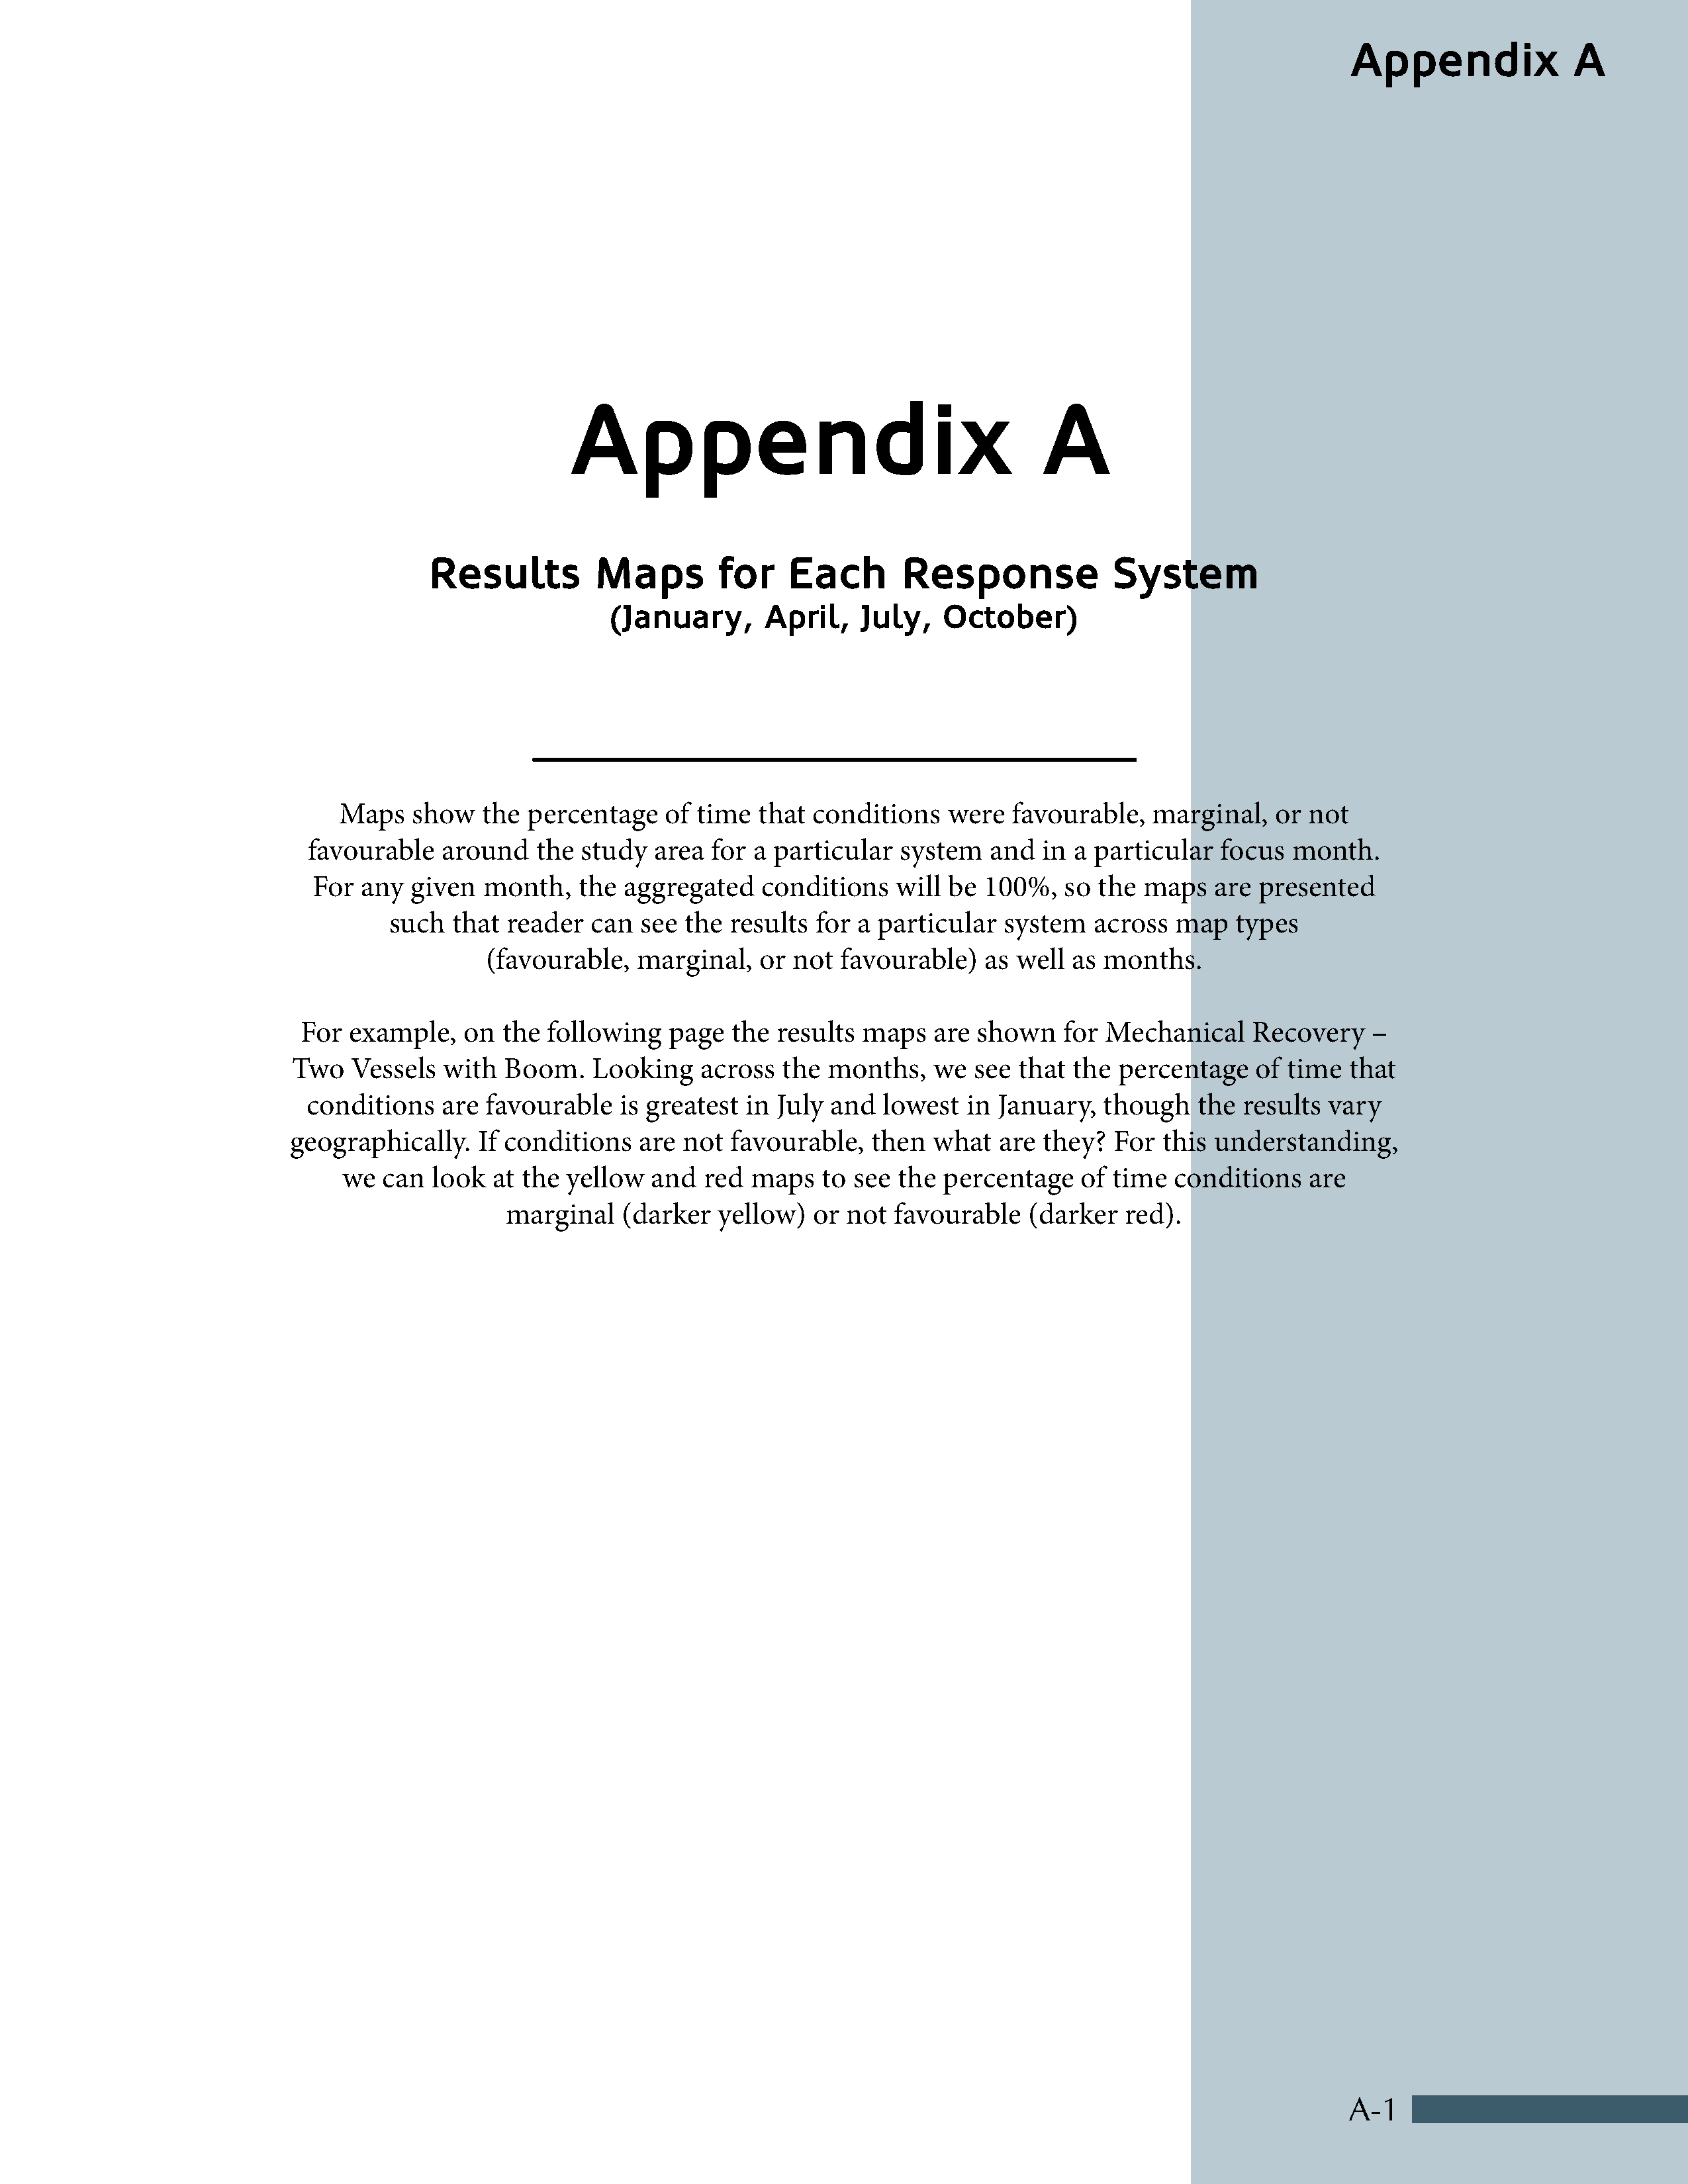 Appendix A
Appendix A
Results Maps for Each Response System
(January, April, July, October)
Maps show the percentage of time that conditions were favourable, marginal, or not
favourable around the study area for a particular system and in a particular focus month.
For any given month, the aggregated conditions will be 100%, so the maps are presented
such that reader can see the results for a particular system across map types
(favourable, marginal, or not favourable) as well as months.
For example, on the following page the results maps are shown for Mechanical Recovery –
Two Vessels with Boom. Looking across the months, we see that the percentage of time that
conditions are favourable is greatest in July and lowest in January, though the results vary
geographically. If conditions are not favourable, then what are they? For this understanding,
we can look at the yellow and red maps to see the percentage of time conditions are
marginal (darker yellow) or not favourable (darker red).
A-1